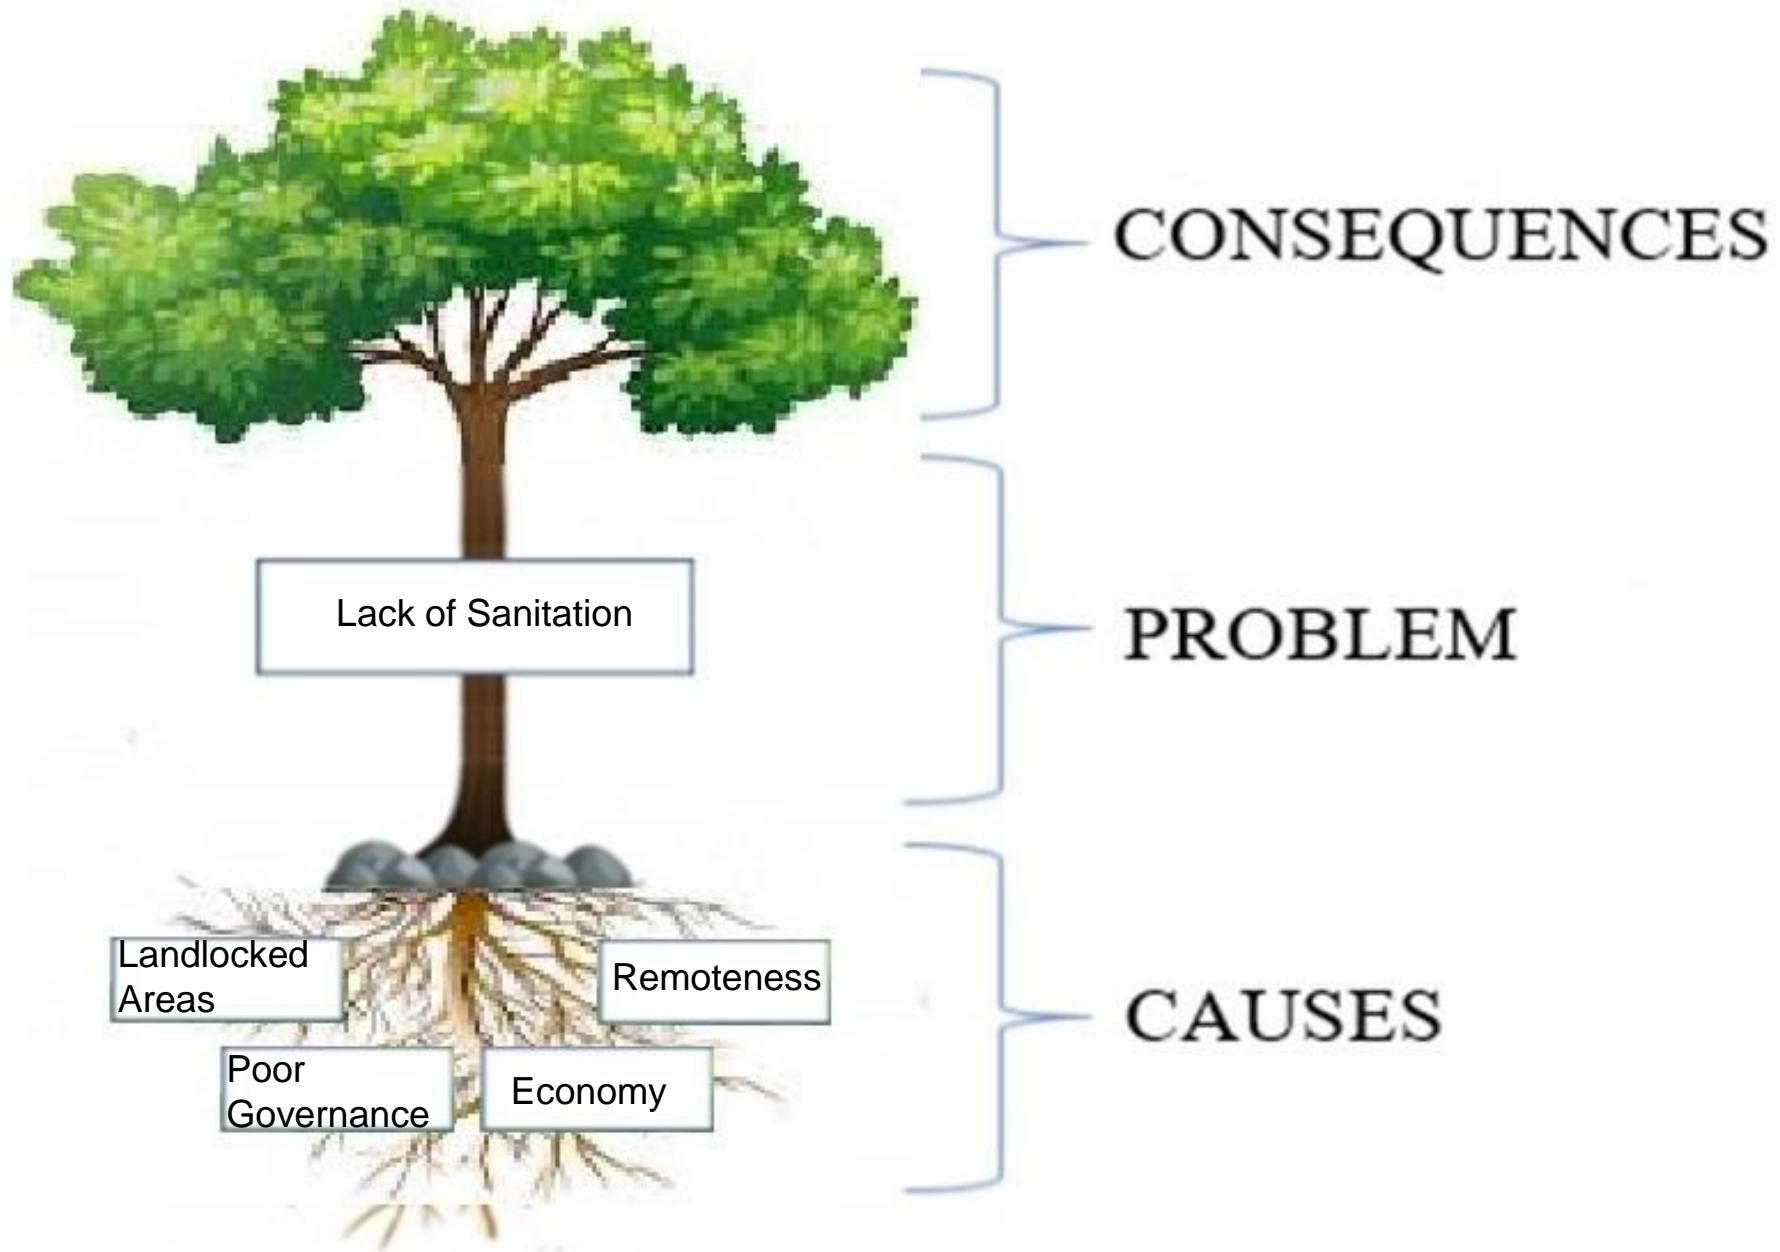 CONSEQUENCES
Lack of Sanitation
PROBLEM
Landlocked
Areas
Remoteness
Poor
Governance
Economy
CAUSES